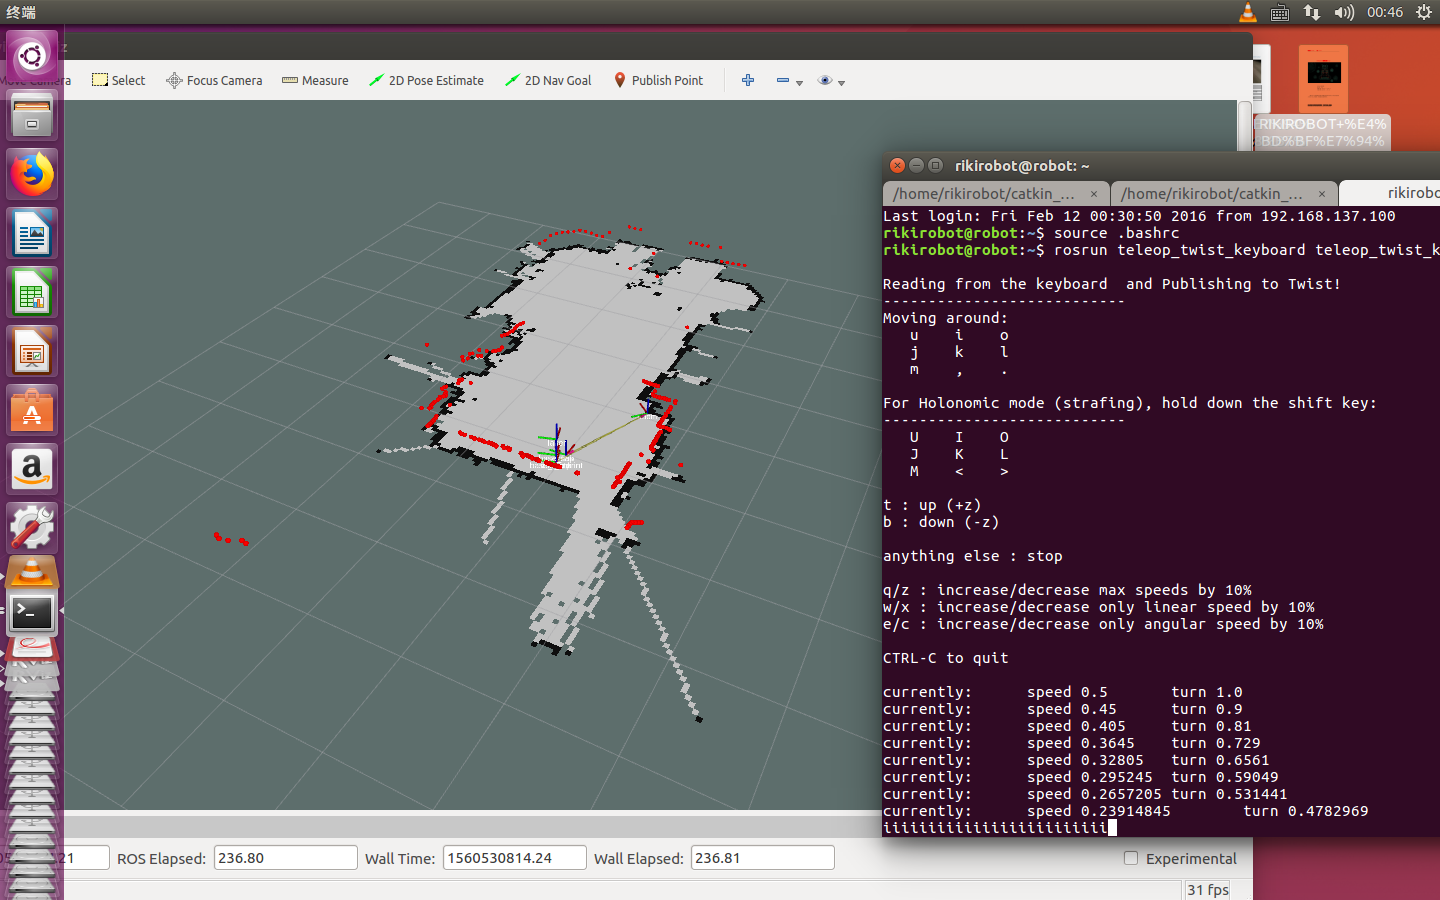 终端
00:46
Move Camera
Select
Focus Camera
Measure
2D Pose Estimate
2D Nav Goal
Publish Point
RIKIROBOT+%E4%
BD%BF%E7%94%
rikirobot@robot: ~
/home/rikirobot/catkin_... ×
/home/rikirobot/catkin_... ×
rikirobo
Last login: Fri Feb 12 00:30:50 2016 from 192.168.137.100
rikirobot@robot:~$ source .bashrc
rikirobot@robot:~$ rosrun teleop_twist_keyboard teleop_twist_k
Reading from the keyboard  and Publishing to Twist!
---------------------------
Moving around:
   u    i    o
   j    k    l
   m    ,    .
For Holonomic mode (strafing), hold down the shift key:
---------------------------
   U    I    O
   J    K    L
   M    <    >
t : up (+z)
b : down (-z)
anything else : stop
q/z : increase/decrease max speeds by 10%
w/x : increase/decrease only linear speed by 10%
e/c : increase/decrease only angular speed by 10%
CTRL-C to quit
currently:	speed 0.5	turn 1.0
currently:	speed 0.45	turn 0.9
currently:	speed 0.405	turn 0.81
currently:	speed 0.3645	turn 0.729
currently:	speed 0.32805	turn 0.6561
currently:	speed 0.295245	turn 0.59049
currently:	speed 0.2657205	turn 0.531441
currently:	speed 0.23914845	turn 0.4782969
iiiiiiiiiiiiiiiiiiiiiiiii
ROS Elapsed: 236.80
Wall Time: 1560530814.24
Wall Elapsed: 236.81
Experimental
31 fps